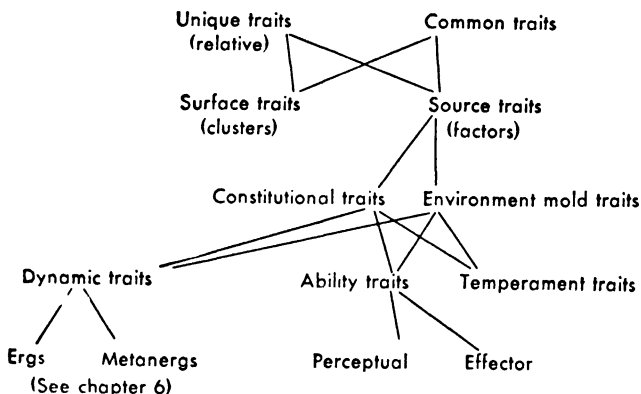 Unique traits
Common traits
(relative)
Surface traits
Source traits
(clusters)
(factors)
Constitutional traits
Environment mold traits
Dynamic traits
Ability traits
Temperament traits
Ergs
Metanergs
Perceptual
Effector
(See chapter 6)